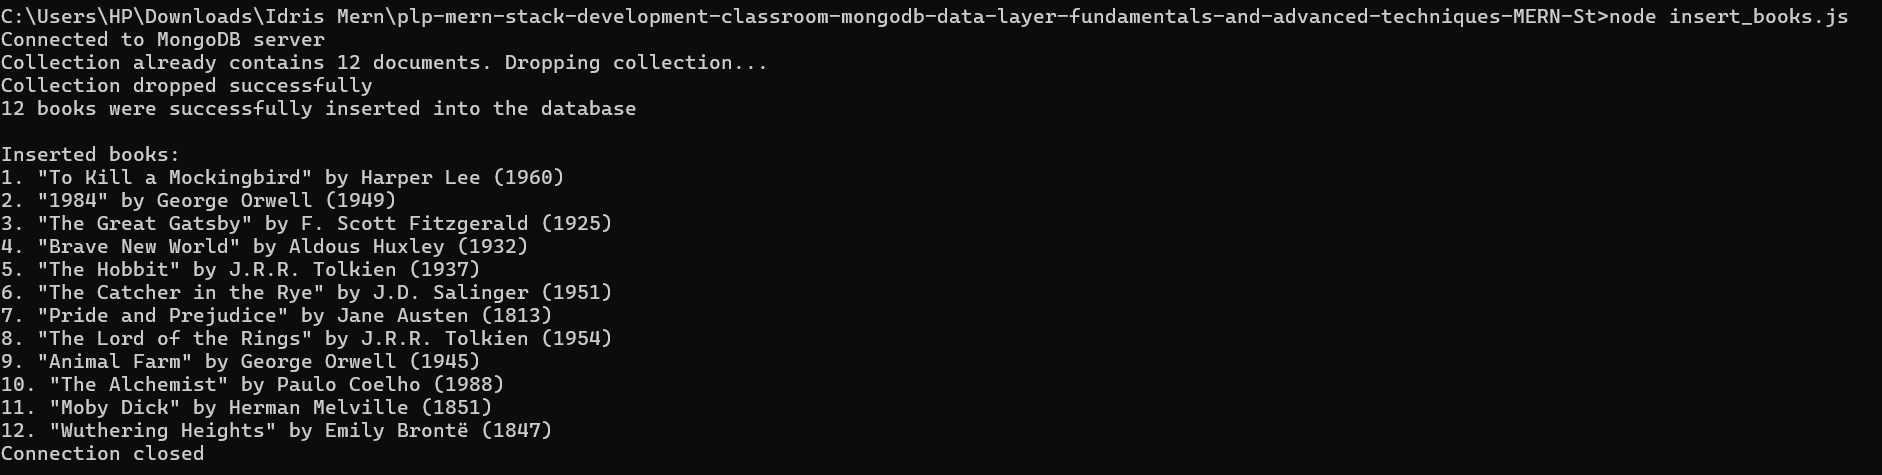 C:\Users\HP\Downloads\Idris Mern\plp-mern-stack-development-classroom-mongodb-data-layer-fundamentals-and-advanced-techniques-MERN-St>node insert_books.js
Connected to MongoDB server
Collection already contains 12 documents. Dropping collection...
Collection dropped successfully
12 books were successfully inserted into the database

Inserted books:
1. "To Kill a Mockingbird" by Harper Lee (1960)
2. "1984" by George Orwell (1949)
3. "The Great Gatsby" by F. Scott Fitzgerald (1925)
4. "Brave New World" by Aldous Huxley (1932)
5. "The Hobbit" by J.R.R. Tolkien (1937)
6. "The Catcher in the Rye" by J.D. Salinger (1951)
7. "Pride and Prejudice" by Jane Austen (1813)
8. "The Lord of the Rings" by J.R.R. Tolkien (1954)
9. "Animal Farm" by George Orwell (1945)
10. "The Alchemist" by Paulo Coelho (1988)
11. "Moby Dick" by Herman Melville (1851)
12. "Wuthering Heights" by Emily Brontë (1847)
Connection closed